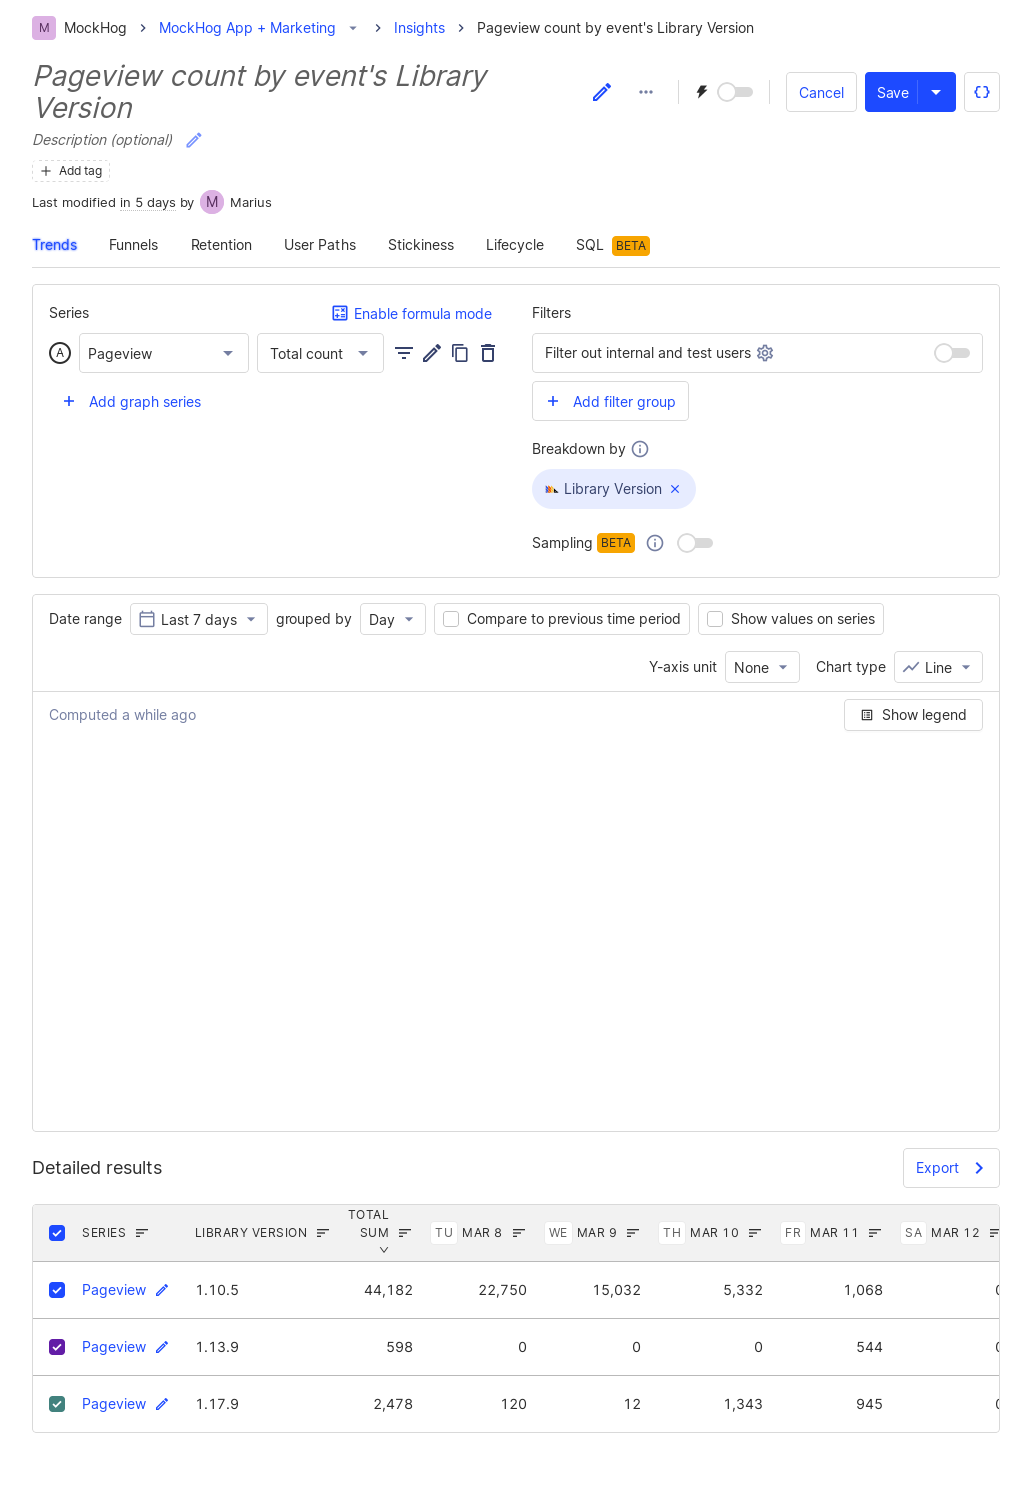 M MockHog > MockHog App + Marketing > Insights > Pageview count by event's Library Version
Pageview count by event's Library
Version
Cancel Save
Description (optional)
Add tag
Last modified in 5 days by M Marius
Trends Funnels Retention User Paths Stickiness Lifecycle SQL BETA
Series Enable formula mode Filters
A Pageview Total count Filter out internal and test users
Add graph series Add filter group
Breakdown by
Library Version
Sampling BETA
Date range Last 7 days grouped by Day Compare to previous time period Show values on series
Y-axis unit None Chart type Line
Computed a while ago Show legend
Detailed results Export
SERIES LIBRARY VERSION TOTAL SUM TU MAR 8 WE MAR 9 TH MAR 10 FR MAR 11 SA MAR 12
Pageview 1.10.5 44,182 22,750 15,032 5,332 1,068 0
Pageview 1.13.9 598 0 0 0 544 0
Pageview 1.17.9 2,478 120 12 1,343 945 0